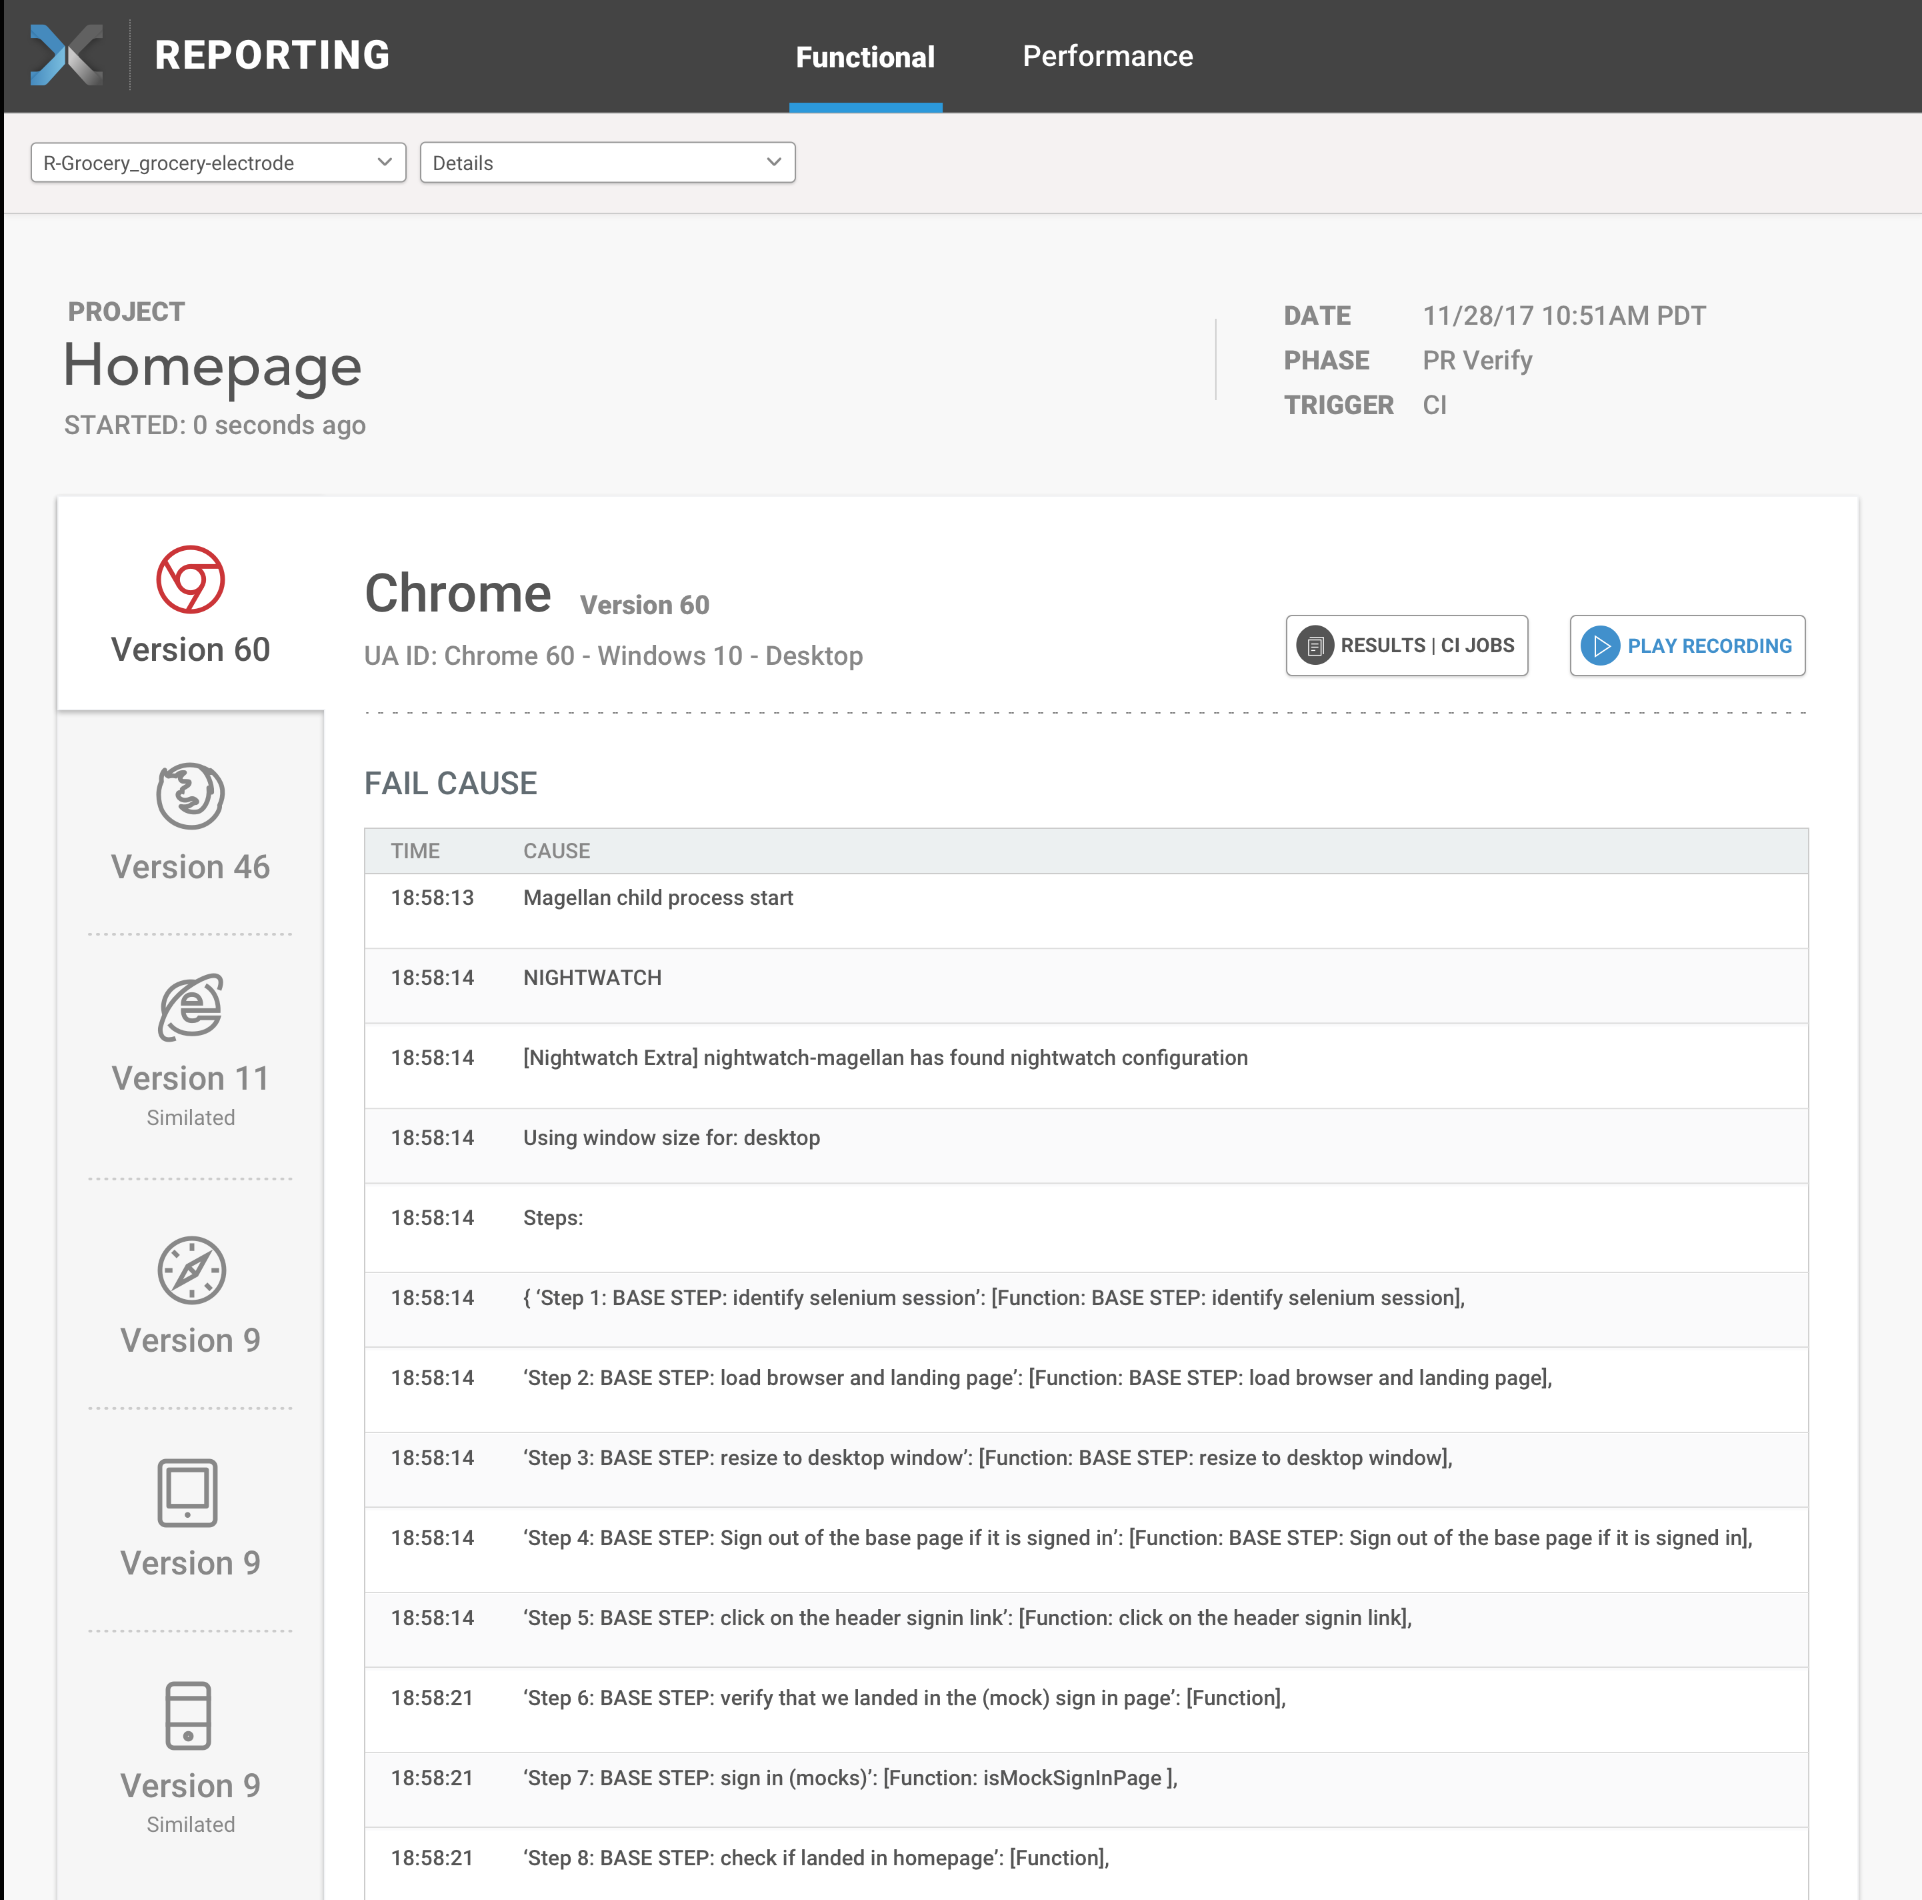 REPORTING
Functional
Performance
R-Grocery_grocery-electrode
Details
PROJECT
Homepage
STARTED: 0 seconds ago
DATE 11/28/17 10:51AM PDT
PHASE PR Verify
TRIGGER CI
Version 60
Version 46
Version 11
Similated
Version 9
Version 9
Version 9
Similated
Chrome Version 60
UA ID: Chrome 60 - Windows 10 - Desktop
RESULTS | CI JOBS
PLAY RECORDING
FAIL CAUSE
TIME CAUSE
18:58:13 Magellan child process start
18:58:14 NIGHTWATCH
18:58:14 [Nightwatch Extra] nightwatch-magellan has found nightwatch configuration
18:58:14 Using window size for: desktop
18:58:14 Steps:
18:58:14 { ‘Step 1: BASE STEP: identify selenium session’: [Function: BASE STEP: identify selenium session],
18:58:14 ‘Step 2: BASE STEP: load browser and landing page’: [Function: BASE STEP: load browser and landing page],
18:58:14 ‘Step 3: BASE STEP: resize to desktop window’: [Function: BASE STEP: resize to desktop window],
18:58:14 ‘Step 4: BASE STEP: Sign out of the base page if it is signed in’: [Function: BASE STEP: Sign out of the base page if it is signed in],
18:58:14 ‘Step 5: BASE STEP: click on the header signin link’: [Function: click on the header signin link],
18:58:21 ‘Step 6: BASE STEP: verify that we landed in the (mock) sign in page’: [Function],
18:58:21 ‘Step 7: BASE STEP: sign in (mocks)’: [Function: isMockSignInPage ],
18:58:21 ‘Step 8: BASE STEP: check if landed in homepage’: [Function],